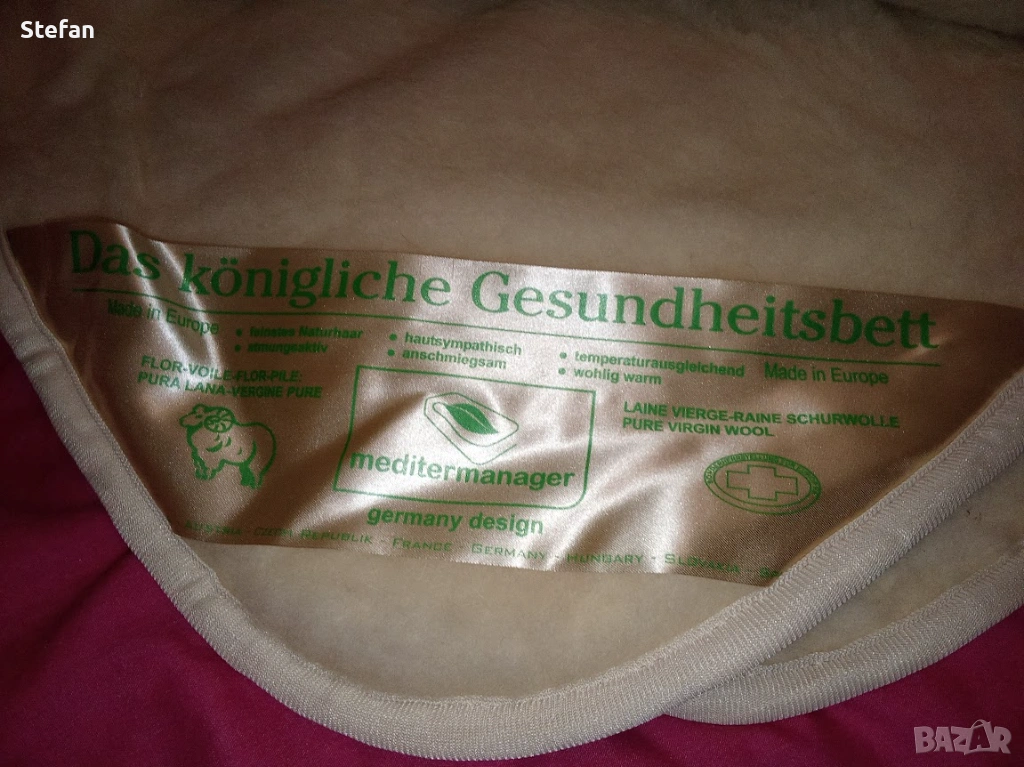 Stefan
Das königliche Gesundheitsbett
Made in Europe
• feinstes Naturhaar
• atmungsaktiv
• hautsympathisch
• anschmiegsam
• temperaturausgleichend
• wohlig warm
Made in Europe
FLOR-VOILE-FLOR-PILE:
PURA LANA-VERGINE PURE
meditermanager
germany design
LAINE VIERGE-RAINE SCHURWOLLE
PURE VIRGIN WOOL
REPUBLIK - FRANCE - GERMANY - HUNGARY - SLOVAKIA -
BAZAR